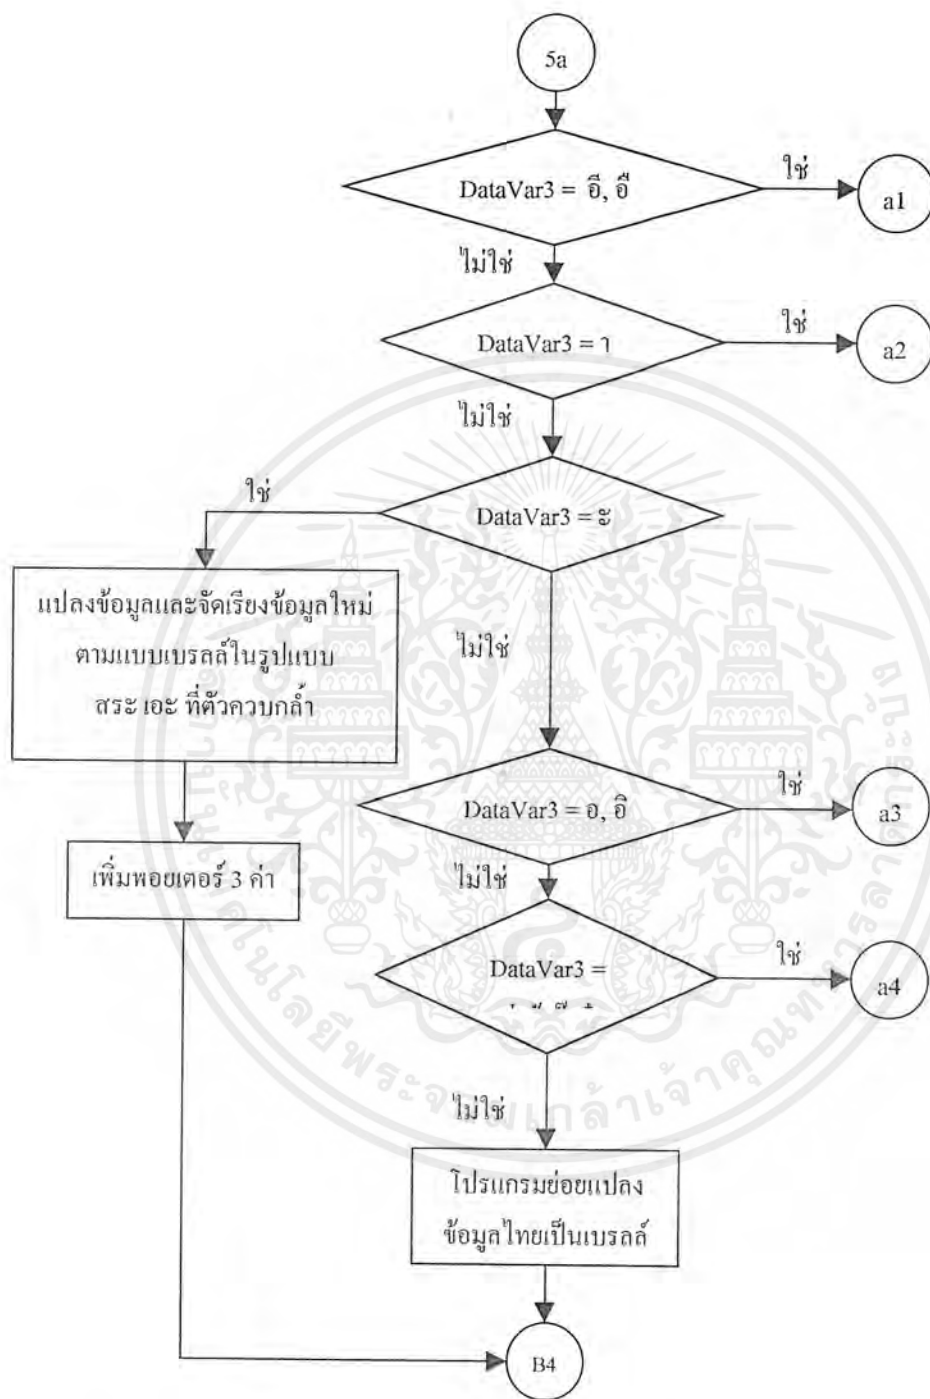 5a
DataVar3 = อี, อื
ใช่
a1
ไม่ใช่
DataVar3 = า
ใช่
a2
ไม่ใช่
DataVar3 = ะ
ใช่
แปลงข้อมูลและจัดเรียงข้อมูลใหม่
ตามแบบเบรลล์ในรูปแบบ
สระ เอะ ที่ตัวควบกล้ำ
ไม่ใช่
DataVar3 = อ, อิ
ใช่
a3
เพิ่มพอยเตอร์ 3 ค่า
ไม่ใช่
DataVar3 =
ใช่
a4
ไม่ใช่
โปรแกรมย่อยแปลง
ข้อมูลไทยเป็นเบรลล์
B4